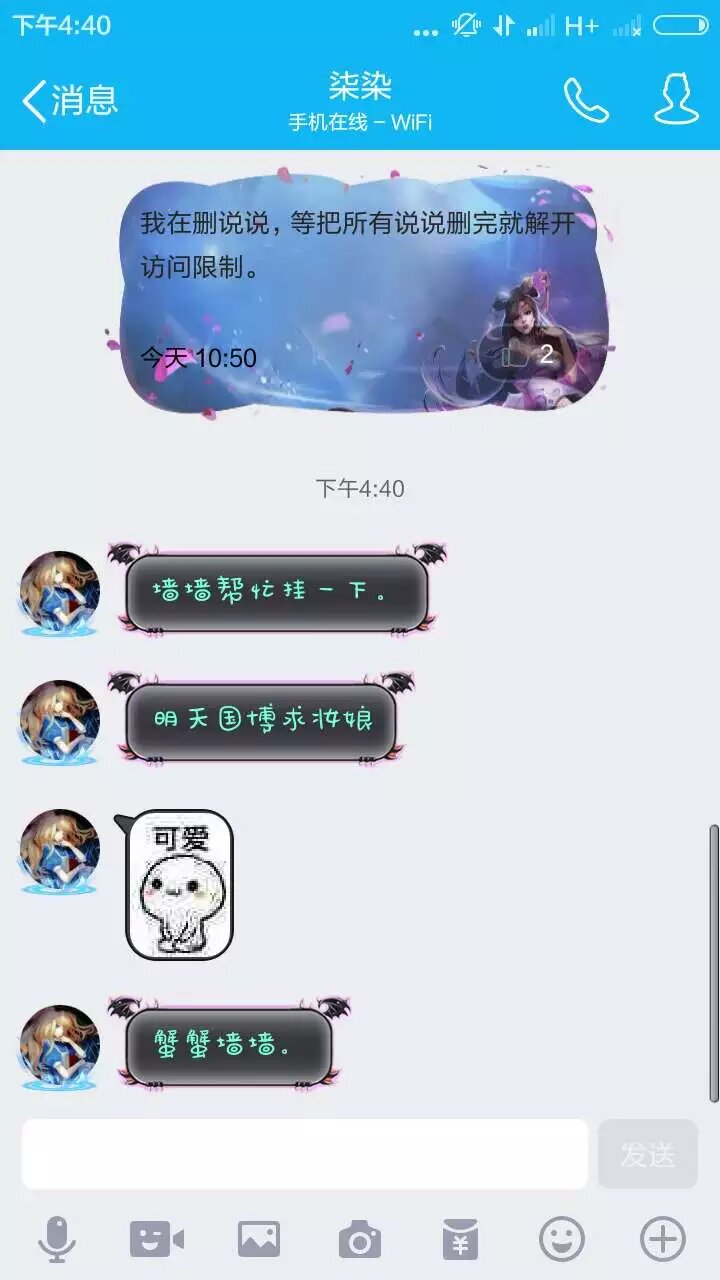 下午4:40
H+
消息
柒染
手机在线 - WiFi
我在删说说，等把所有说说删完就解开
访问限制。
今天 10:50
2
下午4:40
墙墙帮忙挂一下。
明天国博求妆娘
可爱
蟹蟹墙墙。
发送